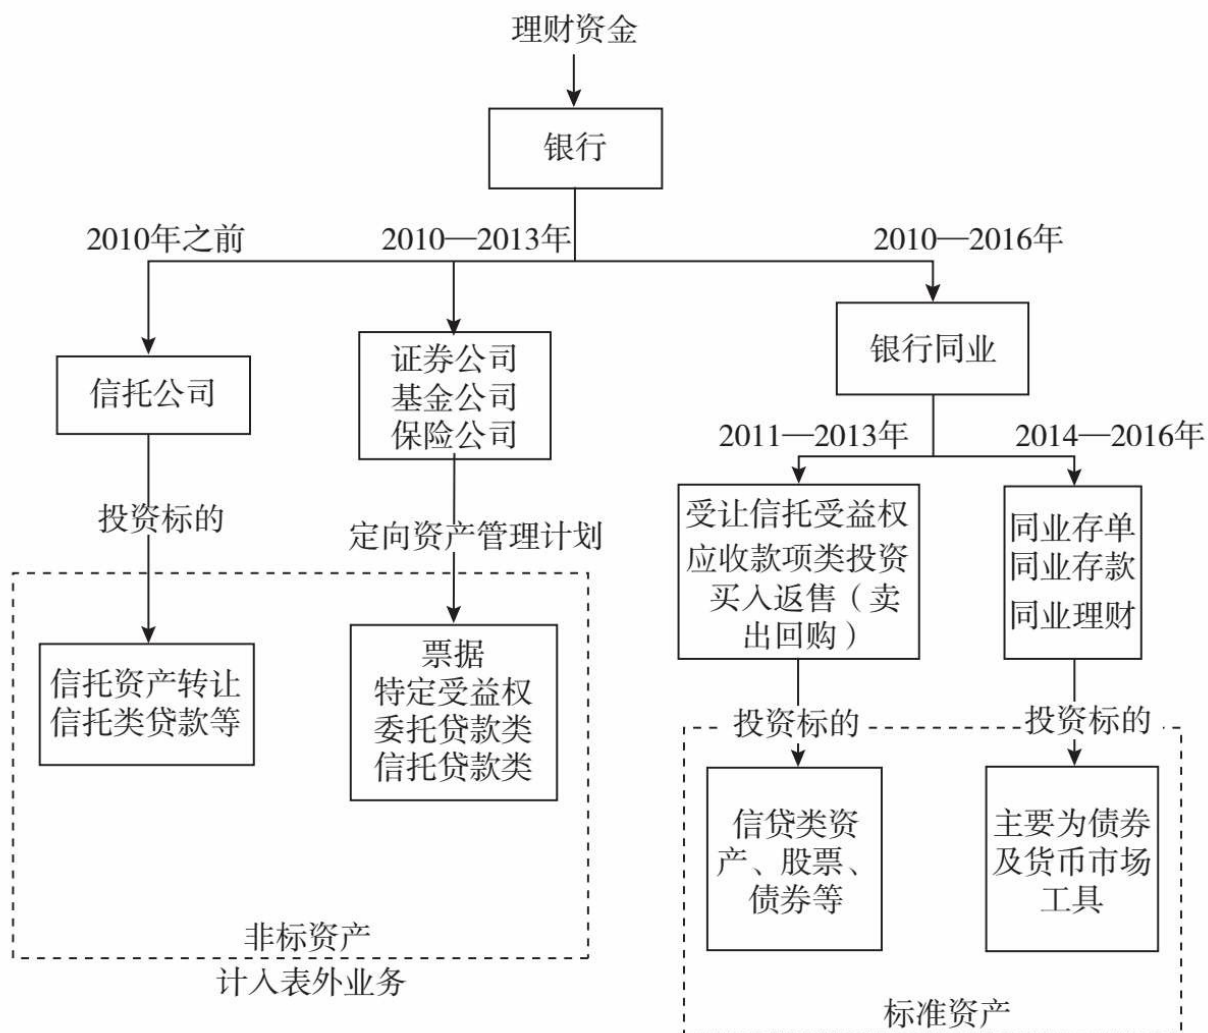 理财资金
银行
2010年之前
2010—2013年
2010—2016年
信托公司
证券公司
基金公司
保险公司
银行同业
2011—2013年
2014—2016年
投资标的
定向资产管理计划
受让信托受益权
应收款项类投资
买入返售（卖
出回购）
同业存单
同业存款
同业理财
信托资产转让
信托类贷款等
票据
特定受益权
委托贷款类
信托贷款类
投资标的
投资标的
信贷类资
产、股票、
债券等
主要为债券
及货币市场
工具
非标资产
计入表外业务
标准资产